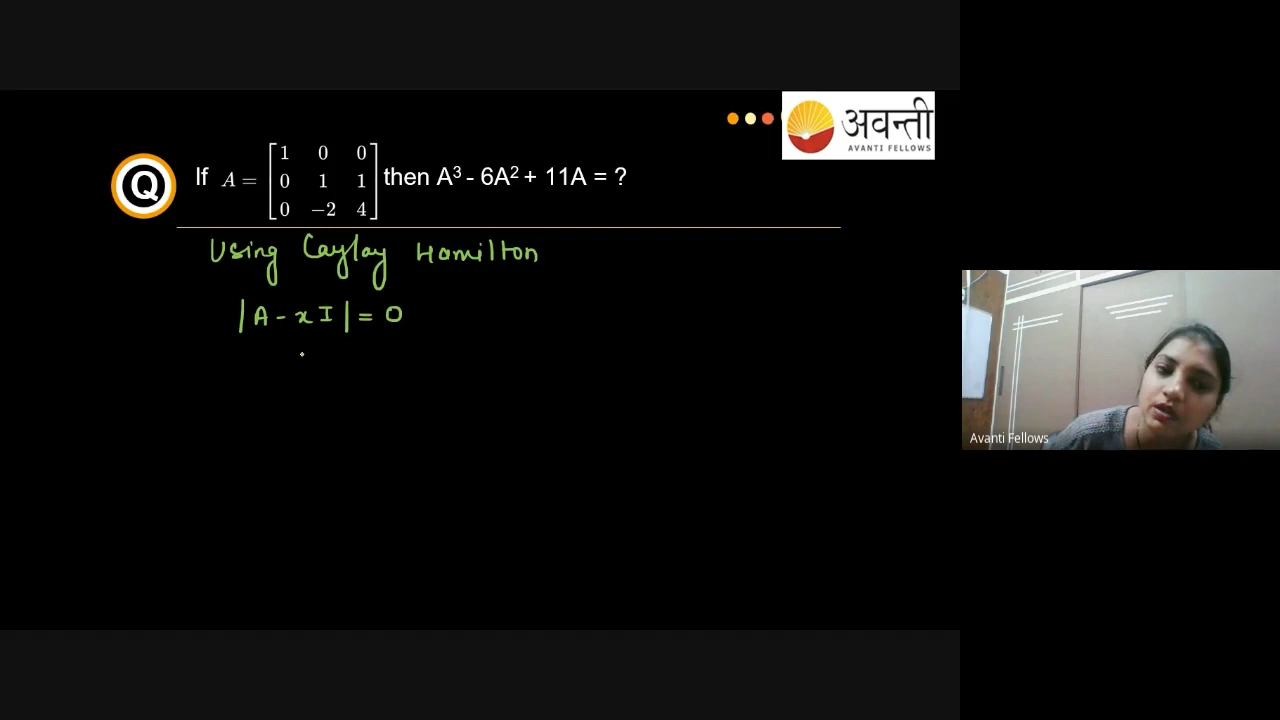 अवन्ती
AVANTI FELLOWS
Q If A = [1 0 0
0 1 1
0 −2 4] then A³ - 6A² + 11A = ?
Using Caylay Hamilton
|A - xI| = 0
Avanti Fellows